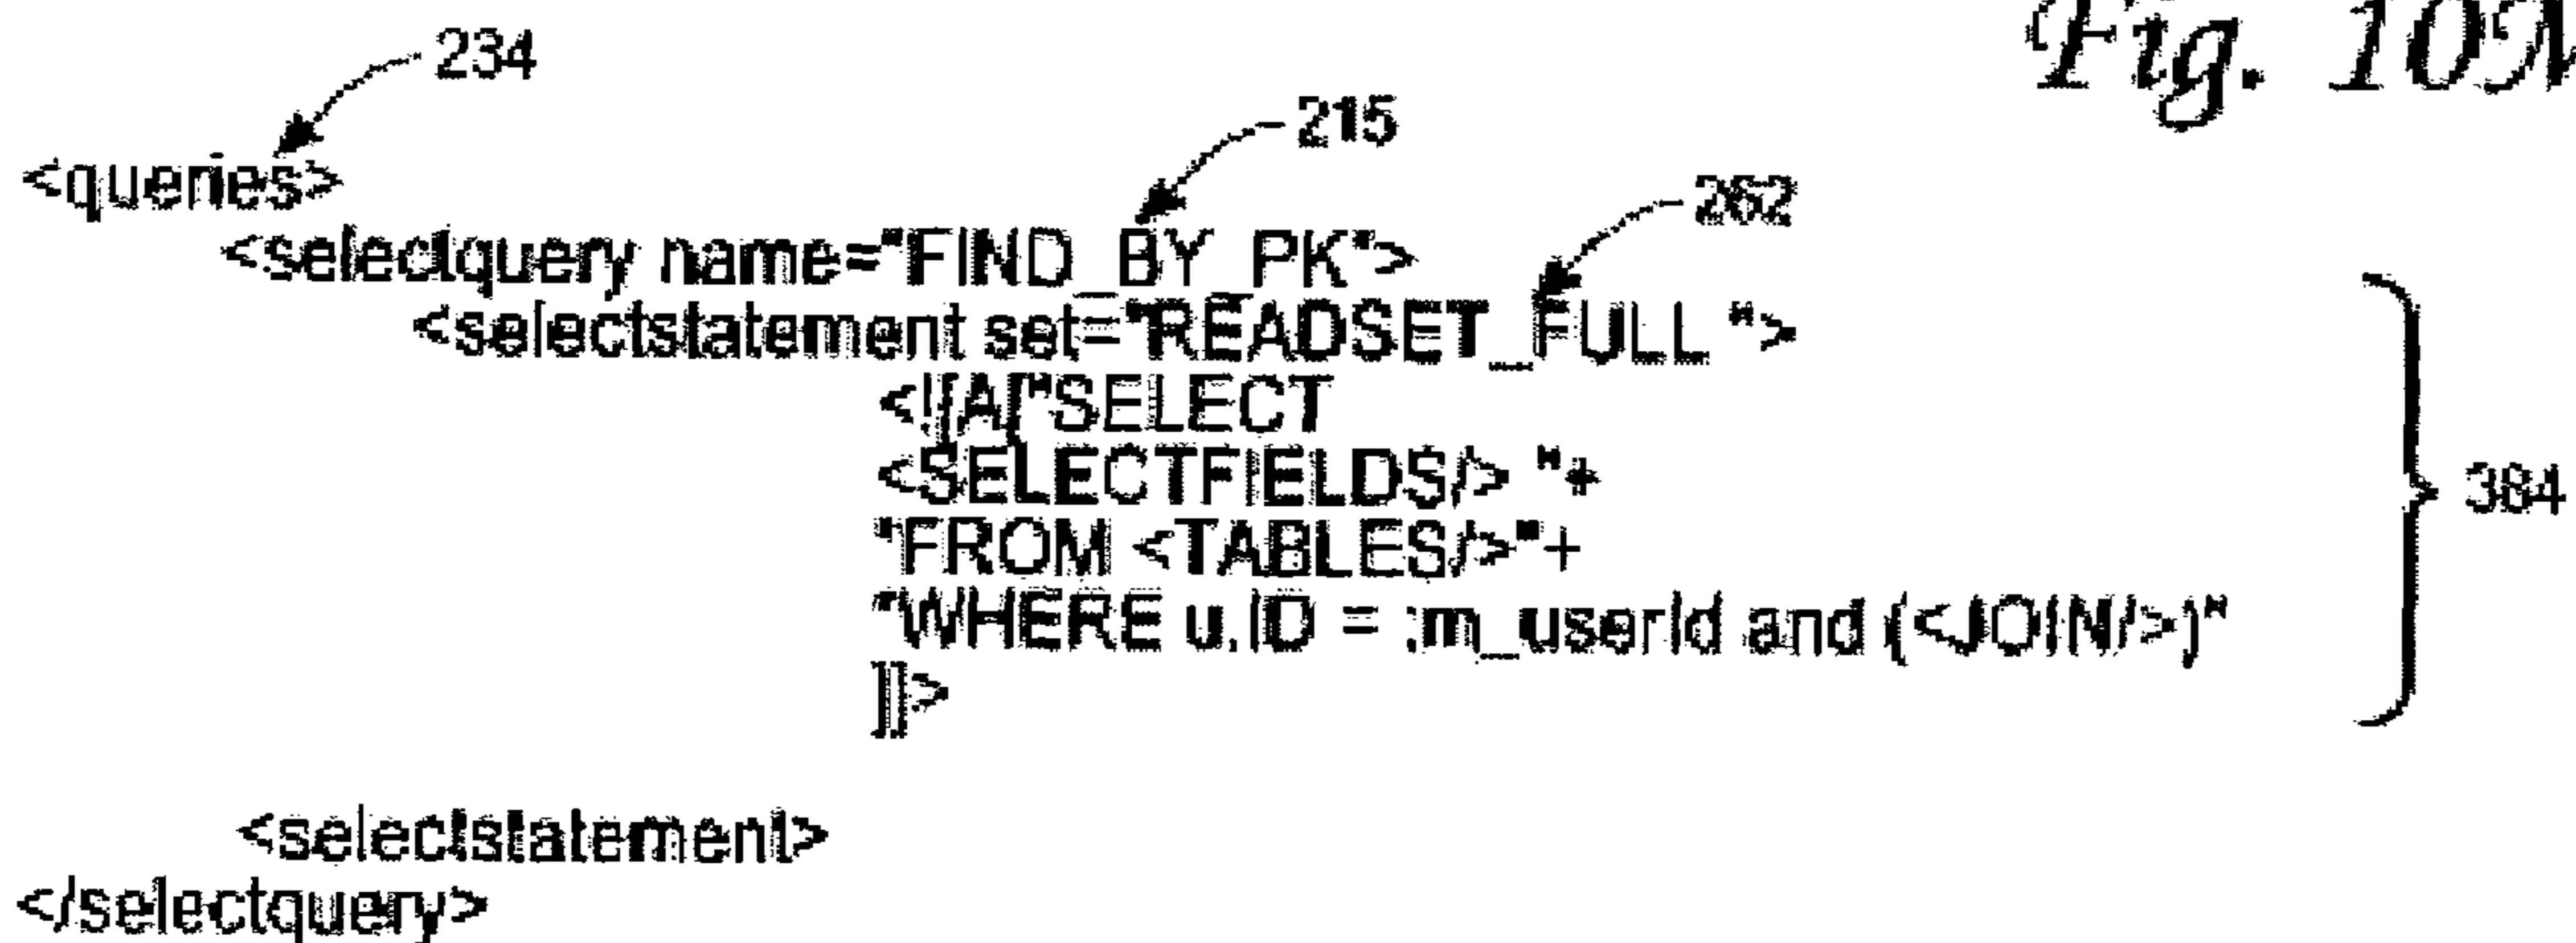 Fig. 10M
234
215
<queries>
262
<selectquery name="FIND_BY_PK">
<selectstatement set="READSET_FULL ">
<![A["SELECT
<SELECTFIELDS/> "+
384
"FROM <TABLES/>"+
"WHERE u.ID = :m_userId and (<JOIN/>)"
]]>
<selectstatement>
</selectquery>